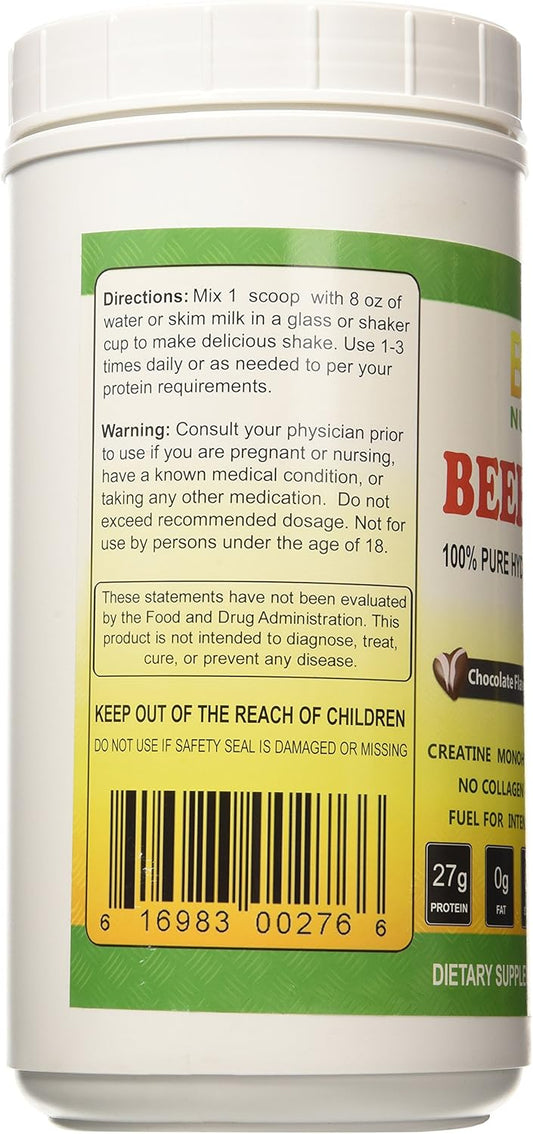 Directions: Mix 1 scoop with 8 oz of
water or skim milk in a glass or shaker
cup to make delicious shake. Use 1-3
times daily or as needed to per your
protein requirements.
Warning: Consult your physician prior
to use if you are pregnant or nursing,
have a known medical condition, or
taking any other medication. Do not
exceed recommended dosage. Not for
use by persons under the age of 18.
These statements have not been evaluated
by the Food and Drug Administration. This
product is not intended to diagnose, treat,
cure, or prevent any disease.
KEEP OUT OF THE REACH OF CHILDREN
DO NOT USE IF SAFETY SEAL IS DAMAGED OR MISSING
6 16983 00276 6
BEEF
100% PURE
Chocolate
CREATINE
NO COLLAGEN
FUEL FOR
27g
PROTEIN
0g
FAT
DIETARY